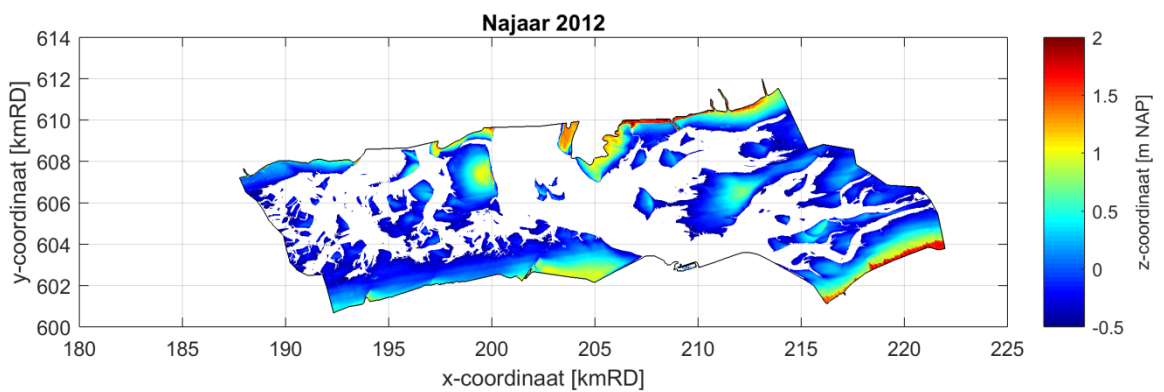 Najaar 2012
614
612
610
608
606
604
602
600
y-coordinaat [kmRD]
180 185 190 195 200 205 210 215 220 225
x-coordinaat [kmRD]
2
1.5
1
0.5
0
-0.5
z-coordinaat [m NAP]